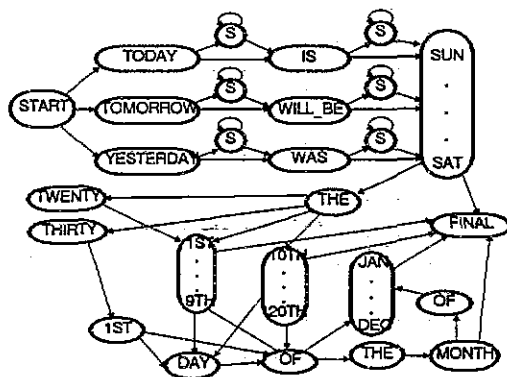 S S
TODAY IS SUN
START TOMORROW S WILL_BE S
YESTERDAY S WAS S SAT
TWENTY THE
THIRTY 1ST 10TH FINAL
JAN
9TH 20TH OF
1ST DEC
DAY OF THE MONTH